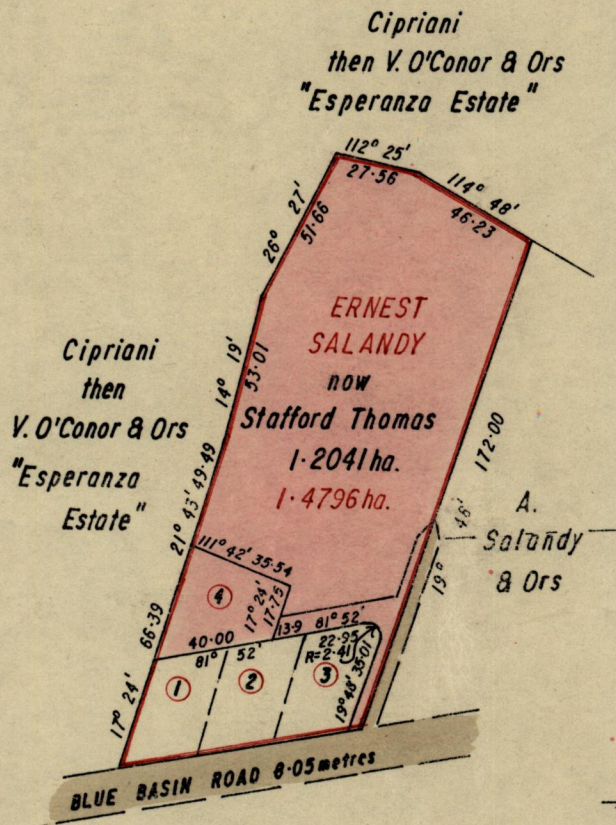 Cipriani
then V. O'Conor & Ors
"Esperanza Estate"
112° 25'
27·56
114° 48'
46·23
26° 27'
51·66
ERNEST
SALANDY
now
Stafford Thomas
1·2041 ha.
1·4796 ha.
14° 19'
53·01
Cipriani
then
V. O'Conor & Ors
"Esperanza
Estate"
172·00
19° 46'
A.
Salandy
& Ors
21° 43' 49·49
111° 42' 35·54
4
17° 24'
17·75
13·9 81° 52'
22·95
R=2·41
66·39
17° 24'
40·00
81° 52'
1
2
3
19° 48' 35·01
BLUE BASIN ROAD 8·05 metres